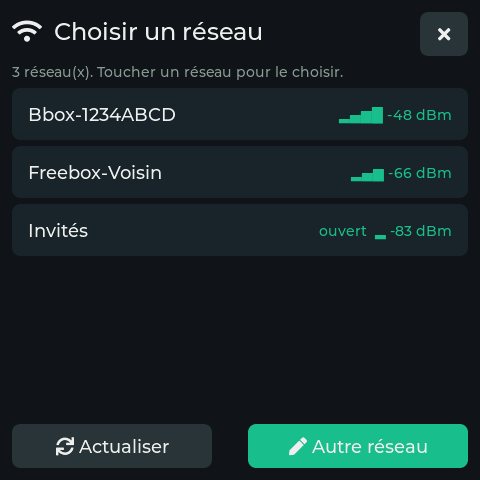 Choisir un réseau
3 réseau(x). Toucher un réseau pour le choisir.
Bbox-1234ABCD -48 dBm
Freebox-Voisin -66 dBm
Invités ouvert -83 dBm
Actualiser Autre réseau